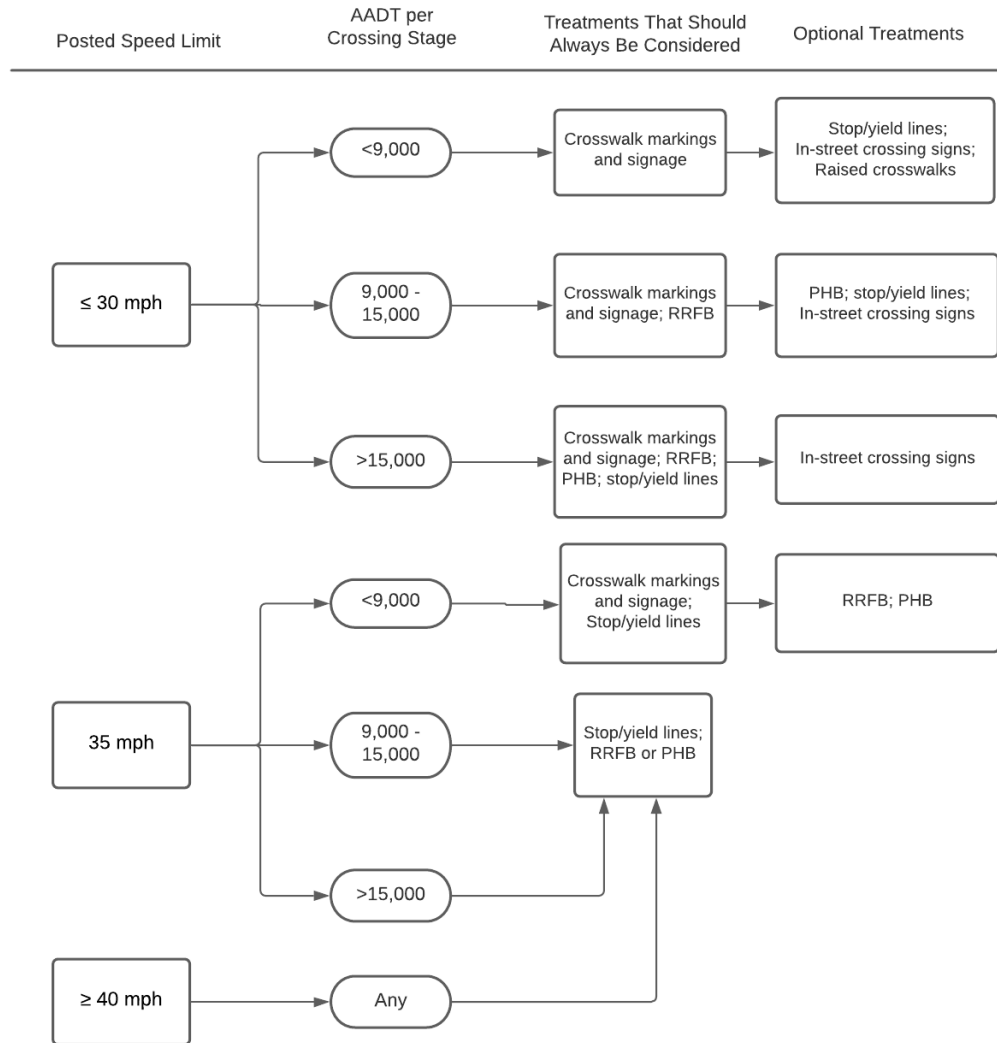 Posted Speed Limit
AADT per
Crossing Stage
Treatments That Should
Always Be Considered
Optional Treatments
≤ 30 mph
<9,000
Crosswalk markings
and signage
Stop/yield lines;
In-street crossing signs;
Raised crosswalks
9,000 -
15,000
Crosswalk markings
and signage; RRFB
PHB; stop/yield lines;
In-street crossing signs
>15,000
Crosswalk markings
and signage; RRFB;
PHB; stop/yield lines
In-street crossing signs
35 mph
<9,000
Crosswalk markings
and signage;
Stop/yield lines
RRFB; PHB
9,000 -
15,000
Stop/yield lines;
RRFB or PHB
>15,000
≥ 40 mph
Any